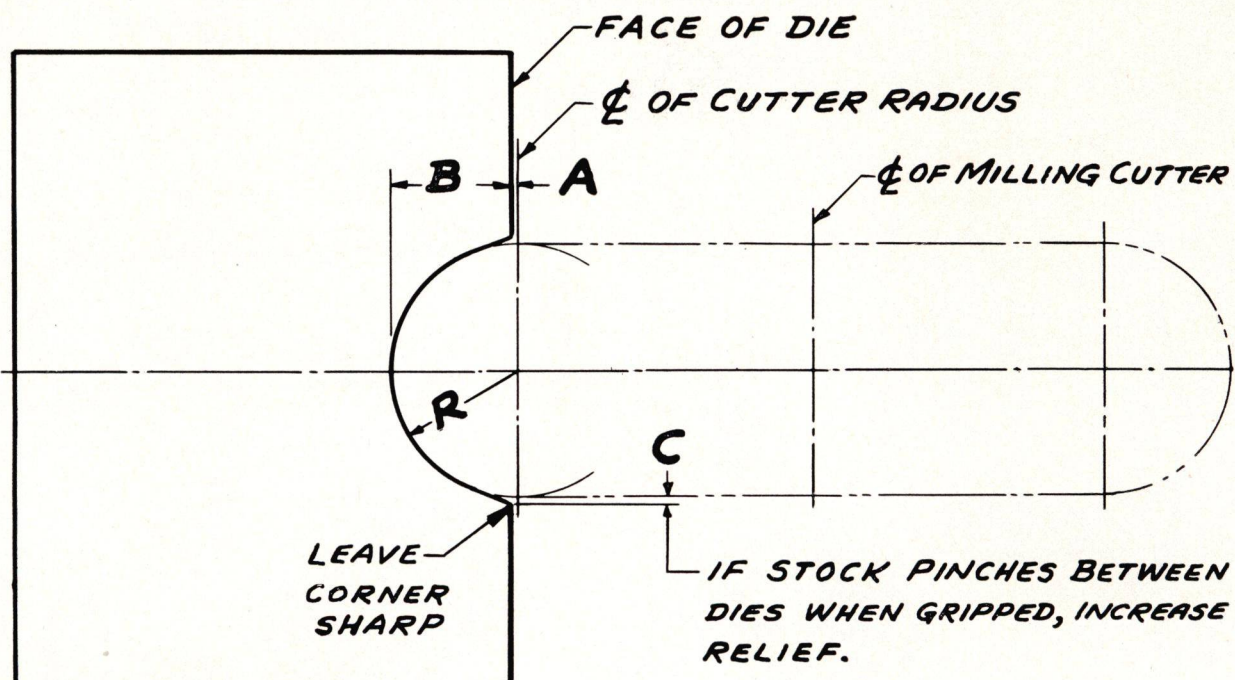 FACE OF DIE
℄ OF CUTTER RADIUS
℄ OF MILLING CUTTER
B
A
R
C
LEAVE
CORNER
SHARP
IF STOCK PINCHES BETWEEN
DIES WHEN GRIPPED, INCREASE
RELIEF.